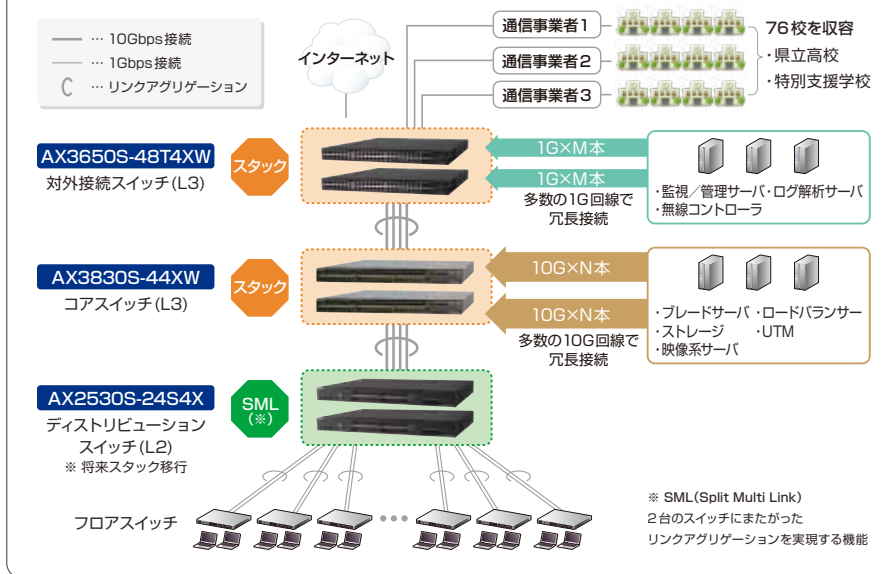 … 10Gbps接続
… 1Gbps接続
… リンクアグリゲーション
インターネット
通信事業者1
通信事業者2
通信事業者3
76校を収容
・県立高校
・特別支援学校
AX3650S-48T4XW
対外接続スイッチ(L3)
スタック
1G×M本
1G×M本
多数の1G回線で
冗長接続
・監視／管理サーバ・ログ解析サーバ
・無線コントローラ
AX3830S-44XW
コアスイッチ(L3)
スタック
10G×N本
10G×N本
多数の10G回線で
冗長接続
・ブレードサーバ ・ロードバランサー
・ストレージ ・UTM
・映像系サーバ
AX2530S-24S4X
ディストリビューション
スイッチ(L2)
※ 将来スタック移行
SML
(※)
フロアスイッチ
※ SML(Split Multi Link)
2台のスイッチにまたがった
リンクアグリゲーションを実現する機能